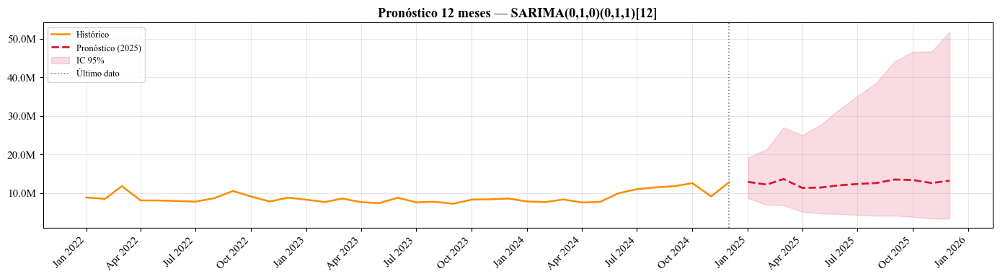 Pronóstico 12 meses — SARIMA(0,1,0)(0,1,1)[12]
Histórico
Pronóstico (2025)
IC 95%
Último dato
50.0M
40.0M
30.0M
20.0M
10.0M
Jan 2022
Apr 2022
Jul 2022
Oct 2022
Jan 2023
Apr 2023
Jul 2023
Oct 2023
Jan 2024
Apr 2024
Jul 2024
Oct 2024
Jan 2025
Apr 2025
Jul 2025
Oct 2025
Jan 2026